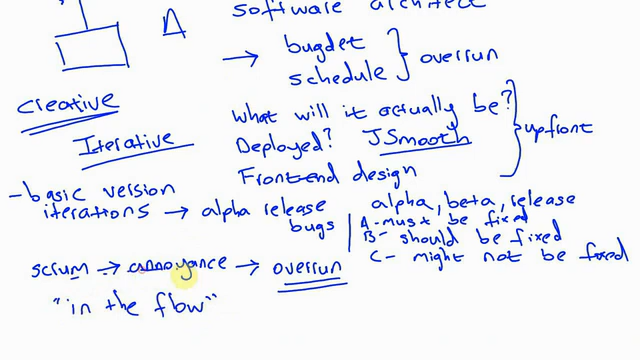 software architect
A
→ bugdet
schedule } overrun
Creative
Iterative
What will it actually be?
Deployed? JSmooth
Frontend design
upfront
- basic version
iterations → alpha release
bugs
alpha, beta, release
A - must be fixed
B - should be fixed
C - might not be fixed
scrum → annoyance → overrun
"in the flow"